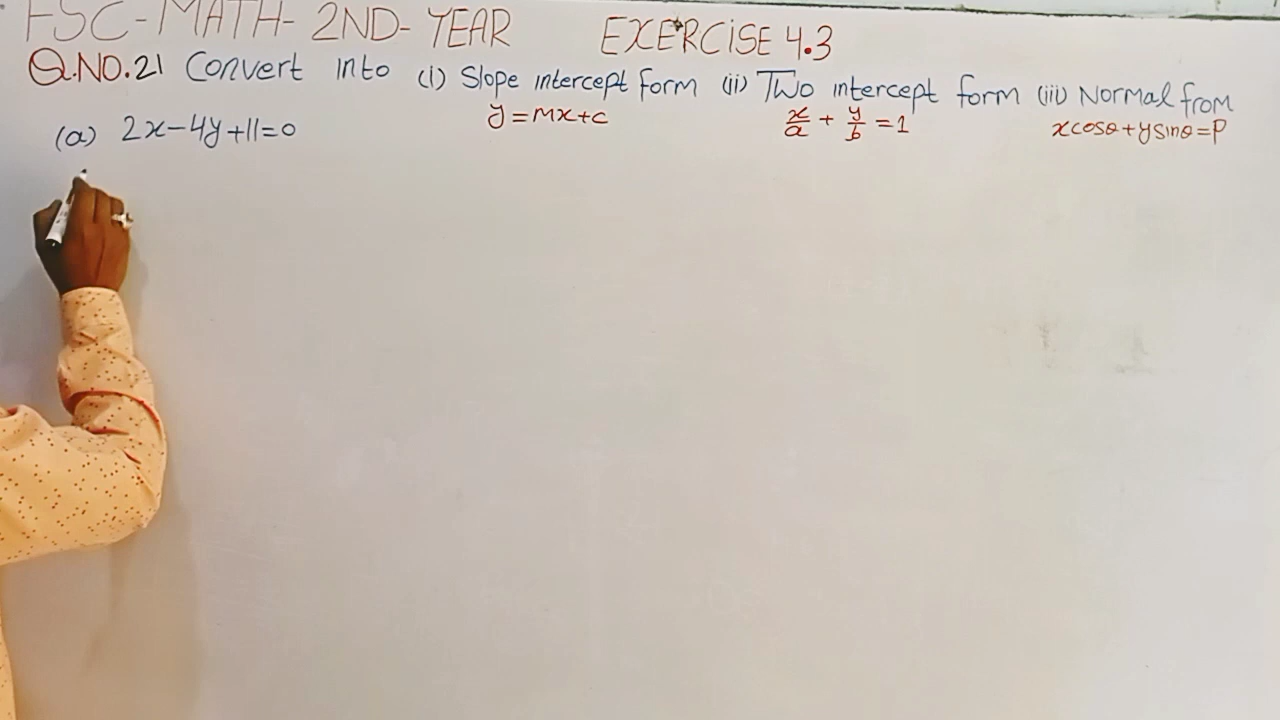 FSC-MATH-2ND-YEAR EXERCISE 4.3
Q.NO.21 Convert into (i) Slope intercept form (ii) Two intercept form (iii) Normal from
y=mx+c x/a + y/b =1 xcosθ+ysinθ=P
(a) 2x-4y+11=0